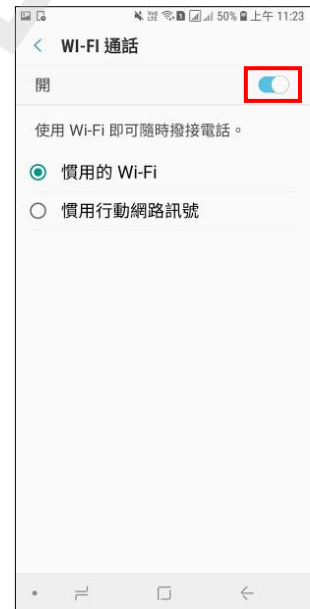 50% 上午 11:23
WI-FI 通話
開
使用 Wi-Fi 即可隨時撥接電話。
慣用的 Wi-Fi
慣用行動網路訊號